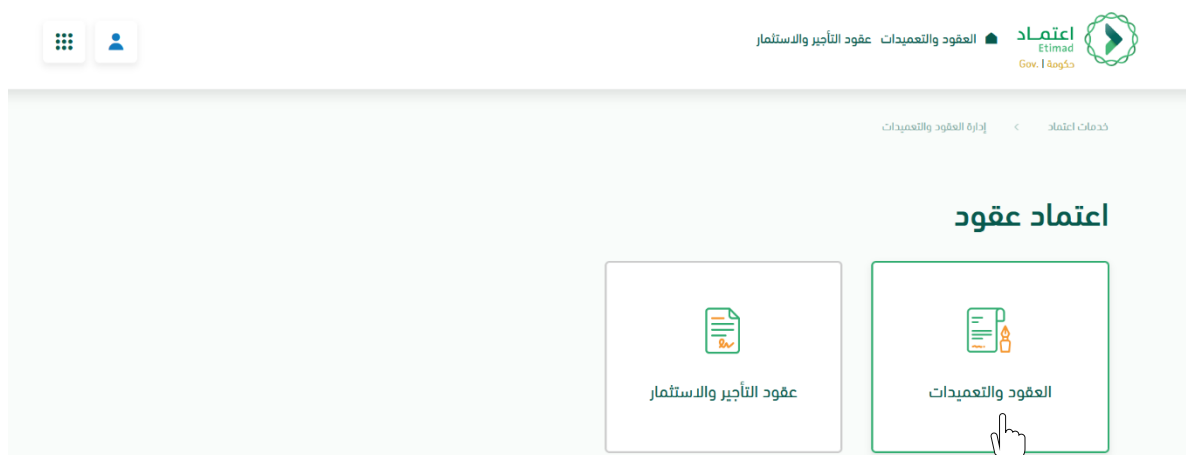 اعتماد
Etimad
حكومة | Gov.
العقود والتعميدات عقود التأجير والاستثمار
خدمات اعتماد > إدارة العقود والتعميدات
اعتماد عقود
العقود والتعميدات
عقود التأجير والاستثمار